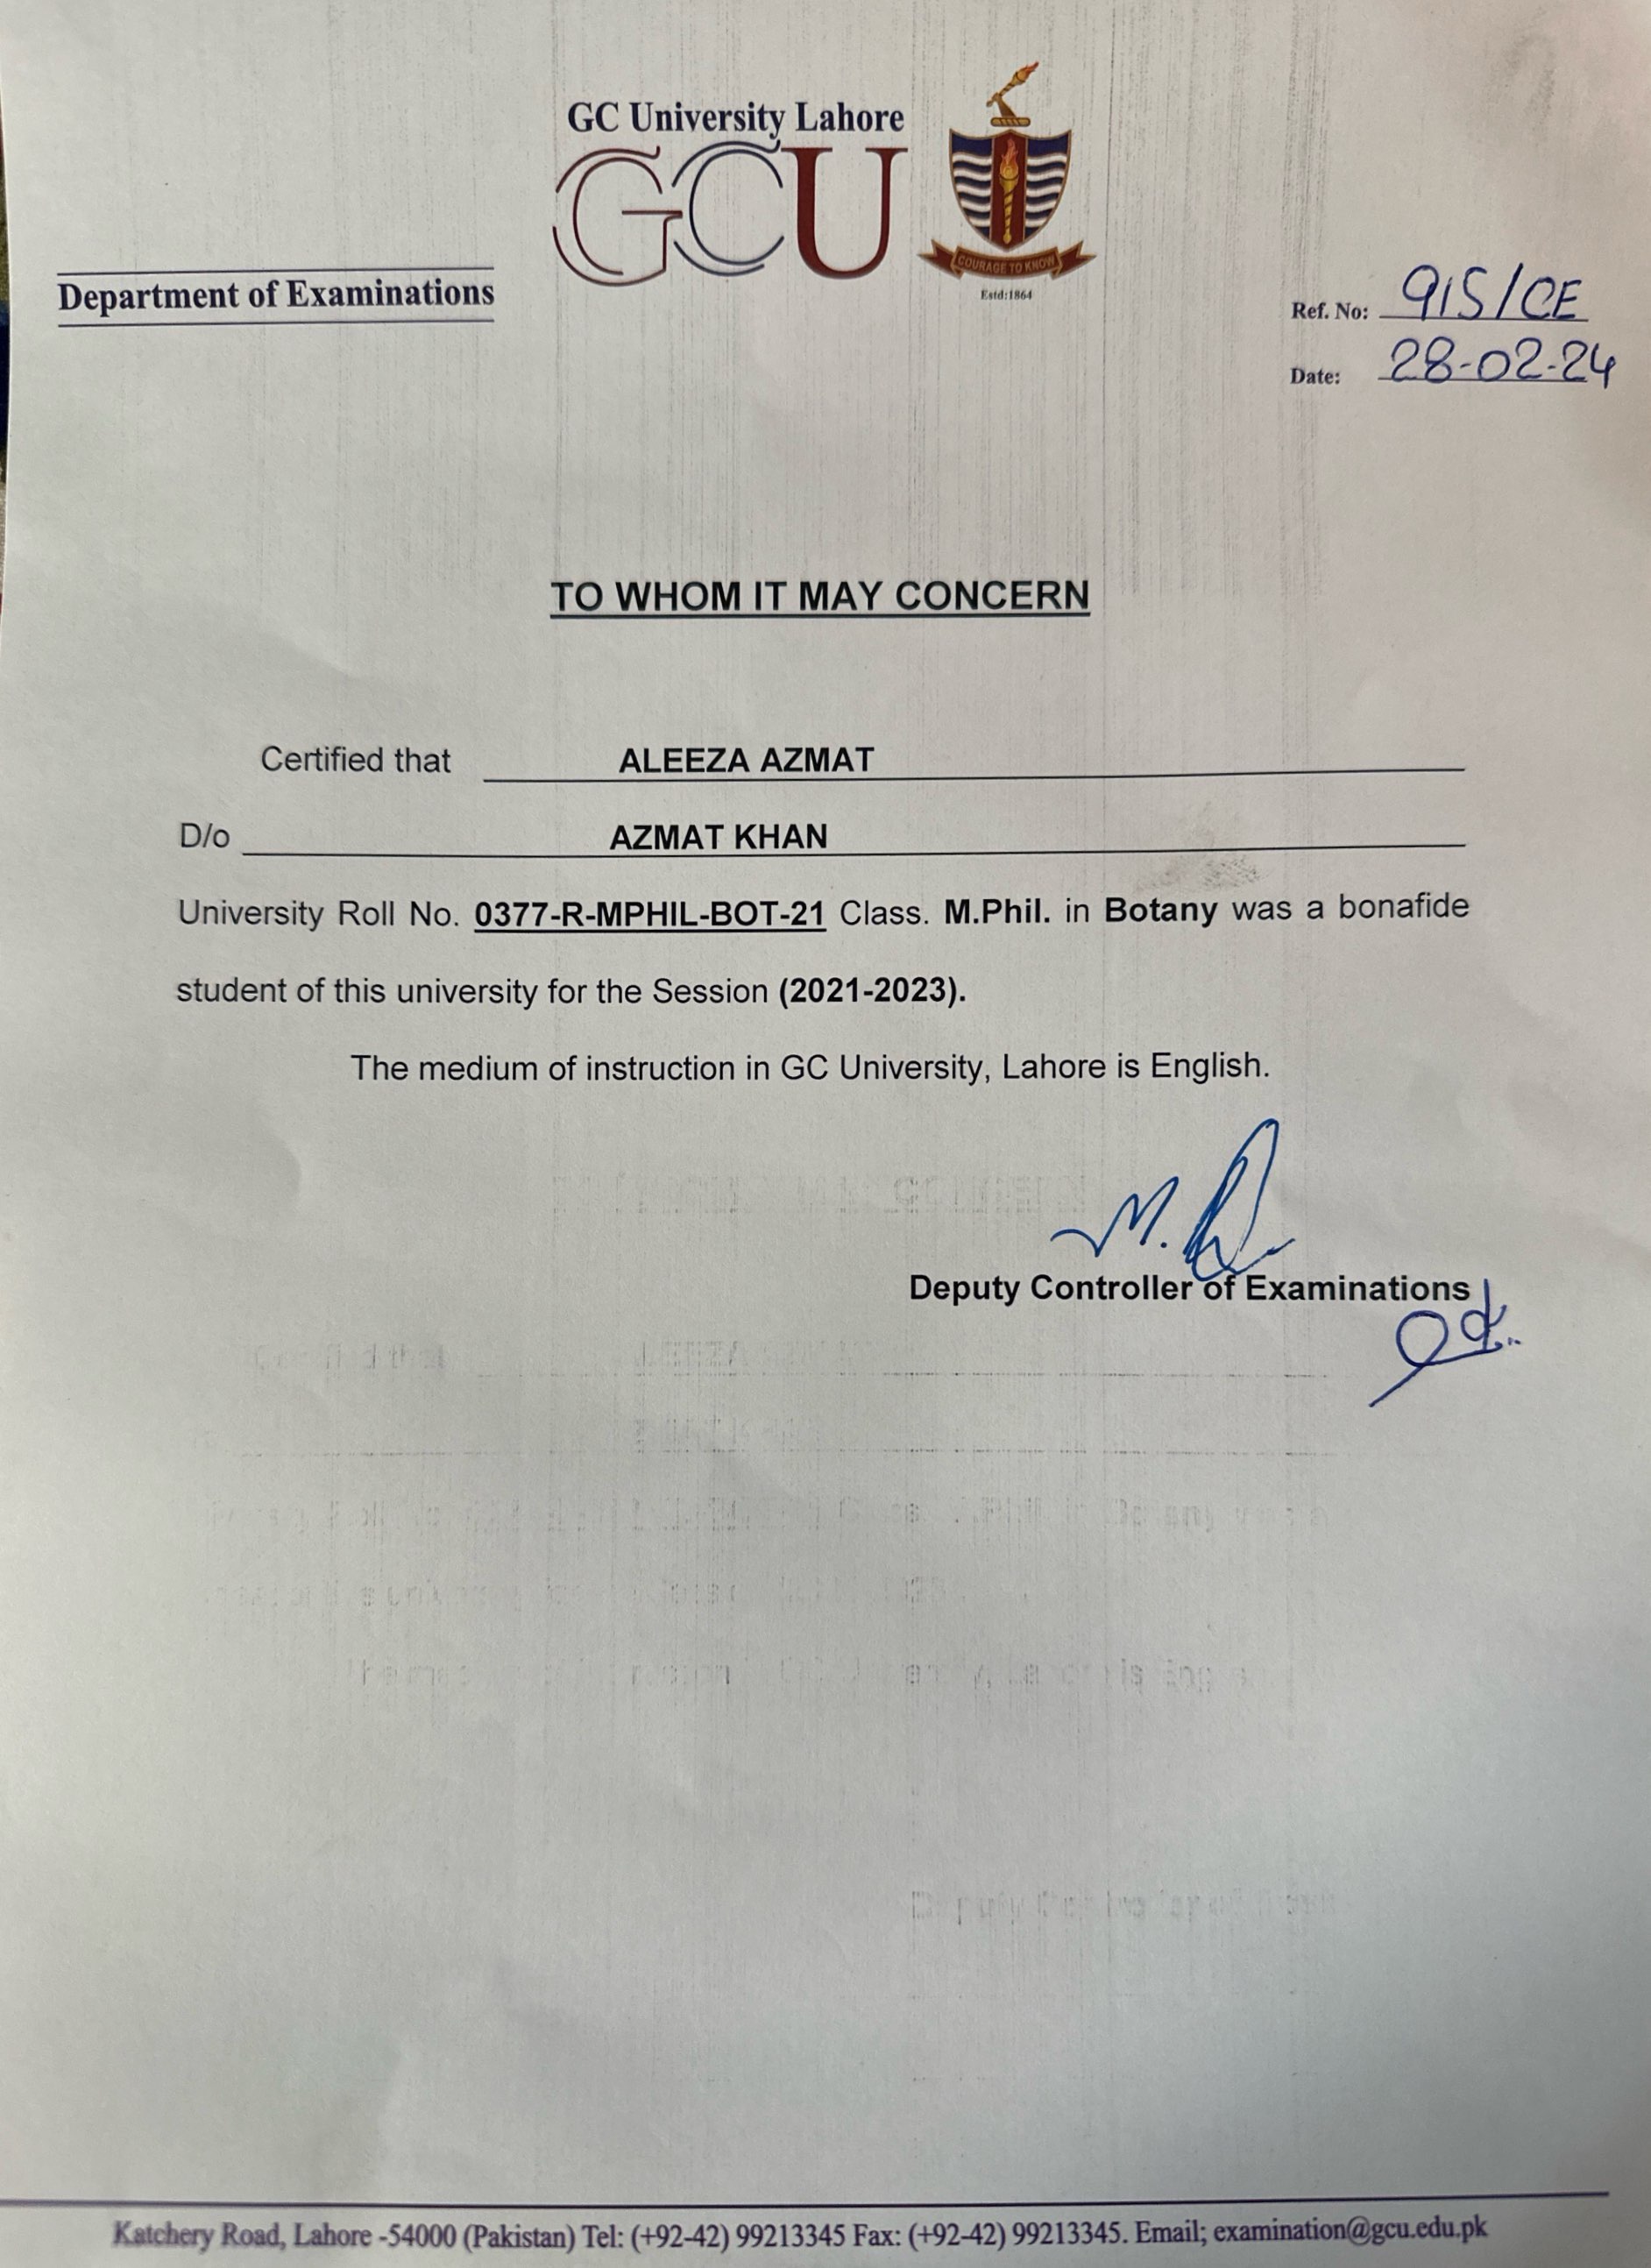 GC University Lahore
GCU
COURAGE TO KNOW
Estd:1864
Department of Examinations
Ref. No: 915/CE
Date: 28-02-24
TO WHOM IT MAY CONCERN
Certified that ALEEZA AZMAT
D/o AZMAT KHAN
University Roll No. 0377-R-MPHIL-BOT-21 Class. M.Phil. in Botany was a bonafide
student of this university for the Session (2021-2023).
The medium of instruction in GC University, Lahore is English.
Deputy Controller of Examinations
Katchery Road, Lahore -54000 (Pakistan) Tel: (+92-42) 99213345 Fax: (+92-42) 99213345. Email; examination@gcu.edu.pk